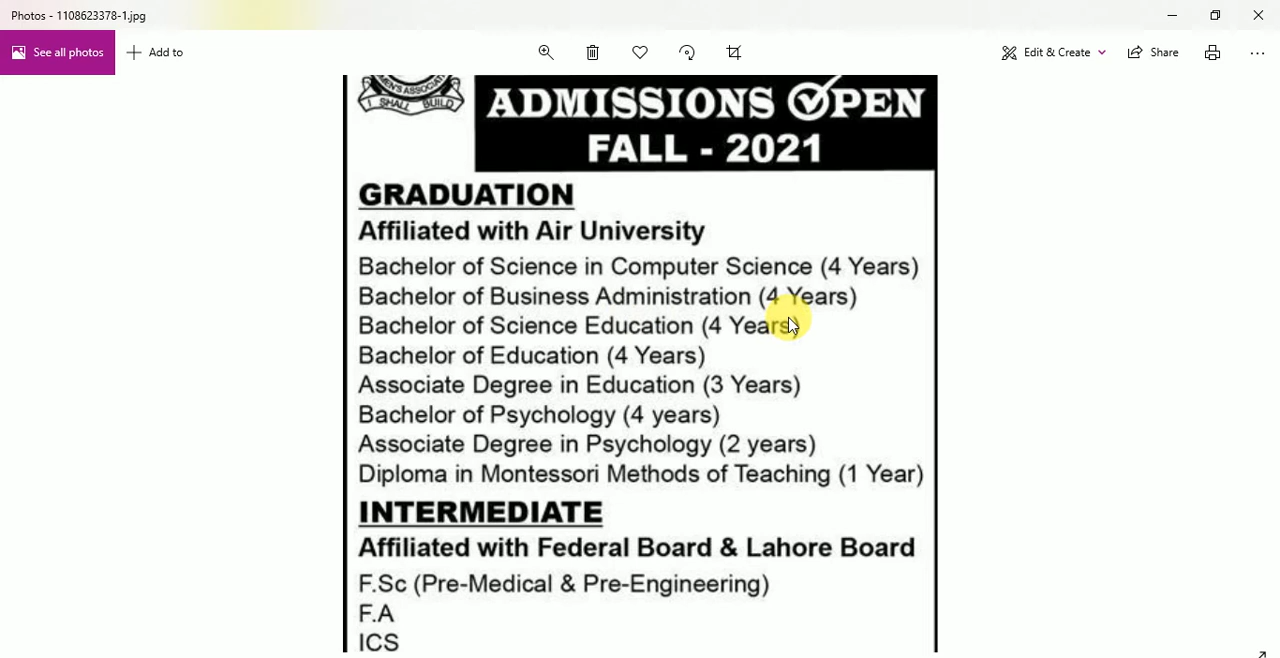 Photos - 1108623378-1.jpg
See all photos
Add to
Edit & Create
Share
MEN'S ASSOCIAT
I SHALL BUILD
ADMISSIONS OPEN
FALL - 2021
GRADUATION
Affiliated with Air University
Bachelor of Science in Computer Science (4 Years)
Bachelor of Business Administration (4 Years)
Bachelor of Science Education (4 Years)
Bachelor of Education (4 Years)
Associate Degree in Education (3 Years)
Bachelor of Psychology (4 years)
Associate Degree in Psychology (2 years)
Diploma in Montessori Methods of Teaching (1 Year)
INTERMEDIATE
Affiliated with Federal Board & Lahore Board
F.Sc (Pre-Medical & Pre-Engineering)
F.A
ICS